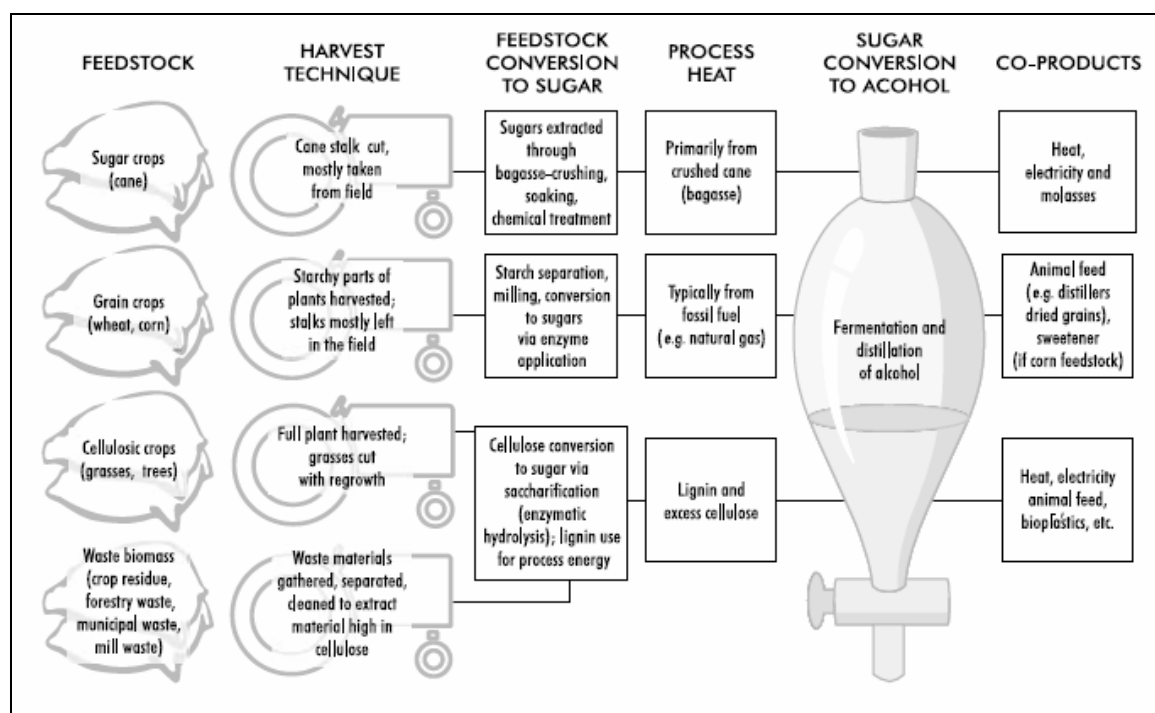 FEEDSTOCK
HARVEST
TECHNIQUE
FEEDSTOCK
CONVERSION
TO SUGAR
PROCESS
HEAT
SUGAR
CONVERSION
TO ACOHOL
CO-PRODUCTS
Sugar crops
(cane)
Cane stalk cut,
mostly taken
from field
Sugars extracted
through
bagasse-crushing,
soaking,
chemical treatment
Primarily from
crushed cane
(bagasse)
Heat,
electricity and
molasses
Grain crops
(wheat, corn)
Starchy parts of
plants harvested;
stalks mostly left
in the field
Starch separation,
milling, conversion
to sugars
via enzyme
application
Typically from
fossil fuel
(e.g. natural gas)
Fermentation and
distillation
of alcohol
Animal feed
(e.g. distillers
dried grains),
sweetener
(if corn feedstock)
Cellulosic crops
(grasses, trees)
Full plant harvested;
grasses cut
with regrowth
Cellulose conversion
to sugar via
saccharification
(enzymatic
hydrolysis); lignin use
for process energy
Lignin and
excess cellulose
Heat, electricity
animal feed,
bioplastics, etc.
Waste biomass
(crop residue,
forestry waste,
municipal waste,
mill waste)
Waste materials
gathered, separated,
cleaned to extract
material high in
cellulose